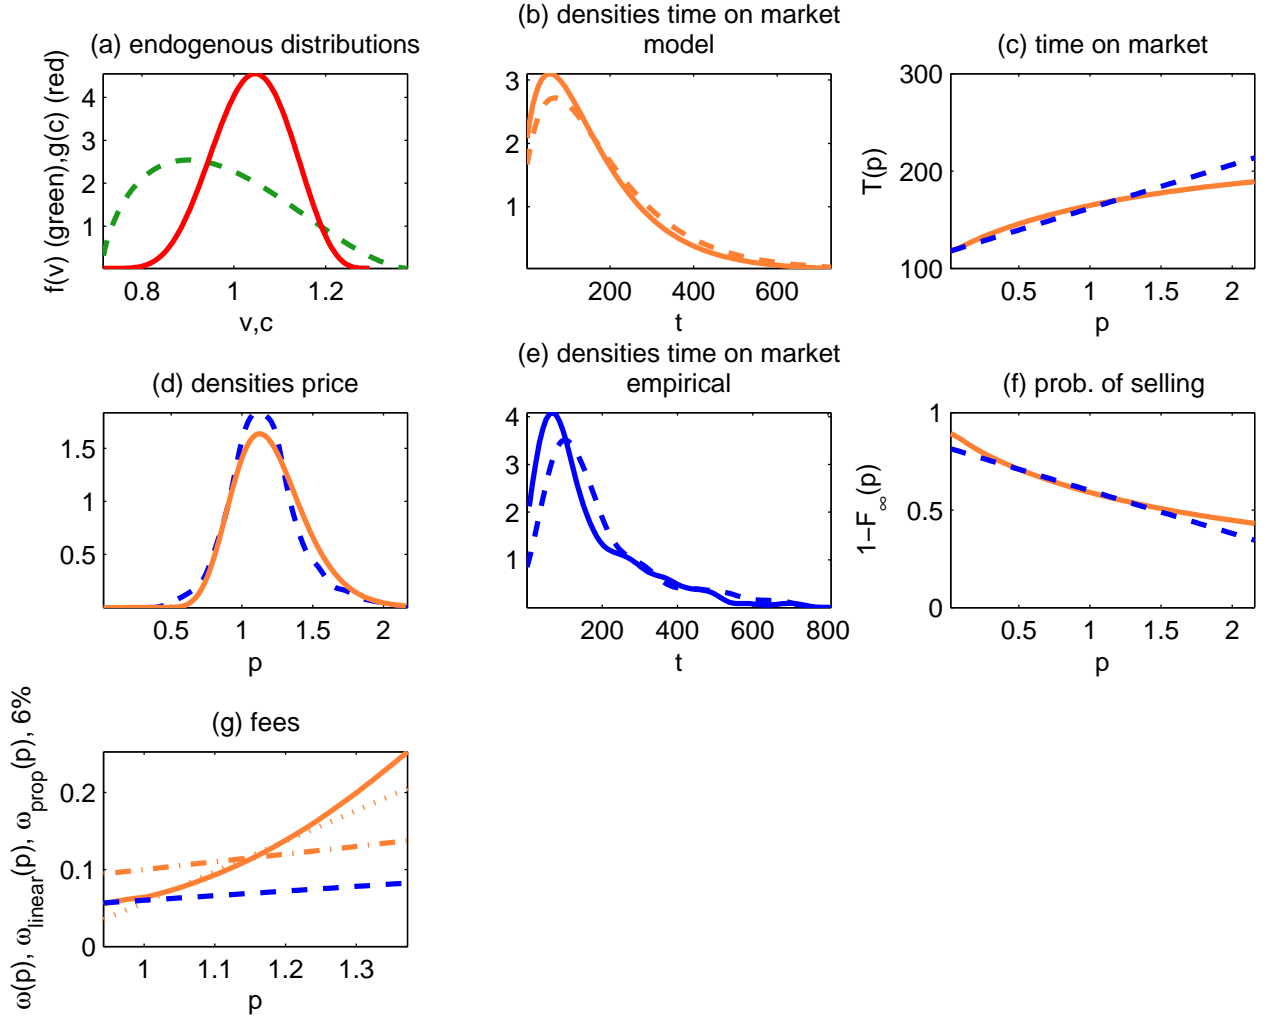 (a) endogenous distributions
f(v) (green),g(c) (red)
4
3
2
1
0.8
1
1.2
v,c
(b) densities time on market
model
3
2
1
200
400
600
t
(c) time on market
T(p)
300
200
100
0.5
1
1.5
2
p
(d) densities price
1.5
1
0.5
0.5
1
1.5
2
p
(e) densities time on market
empirical
4
3
2
1
200
400
600
800
t
(f) prob. of selling
1−F∞(p)
1
0.5
0
0.5
1
1.5
2
p
(g) fees
ω(p), ωlinear(p), ωprop(p), 6%
0.2
0.1
0
1
1.1
1.2
1.3
p